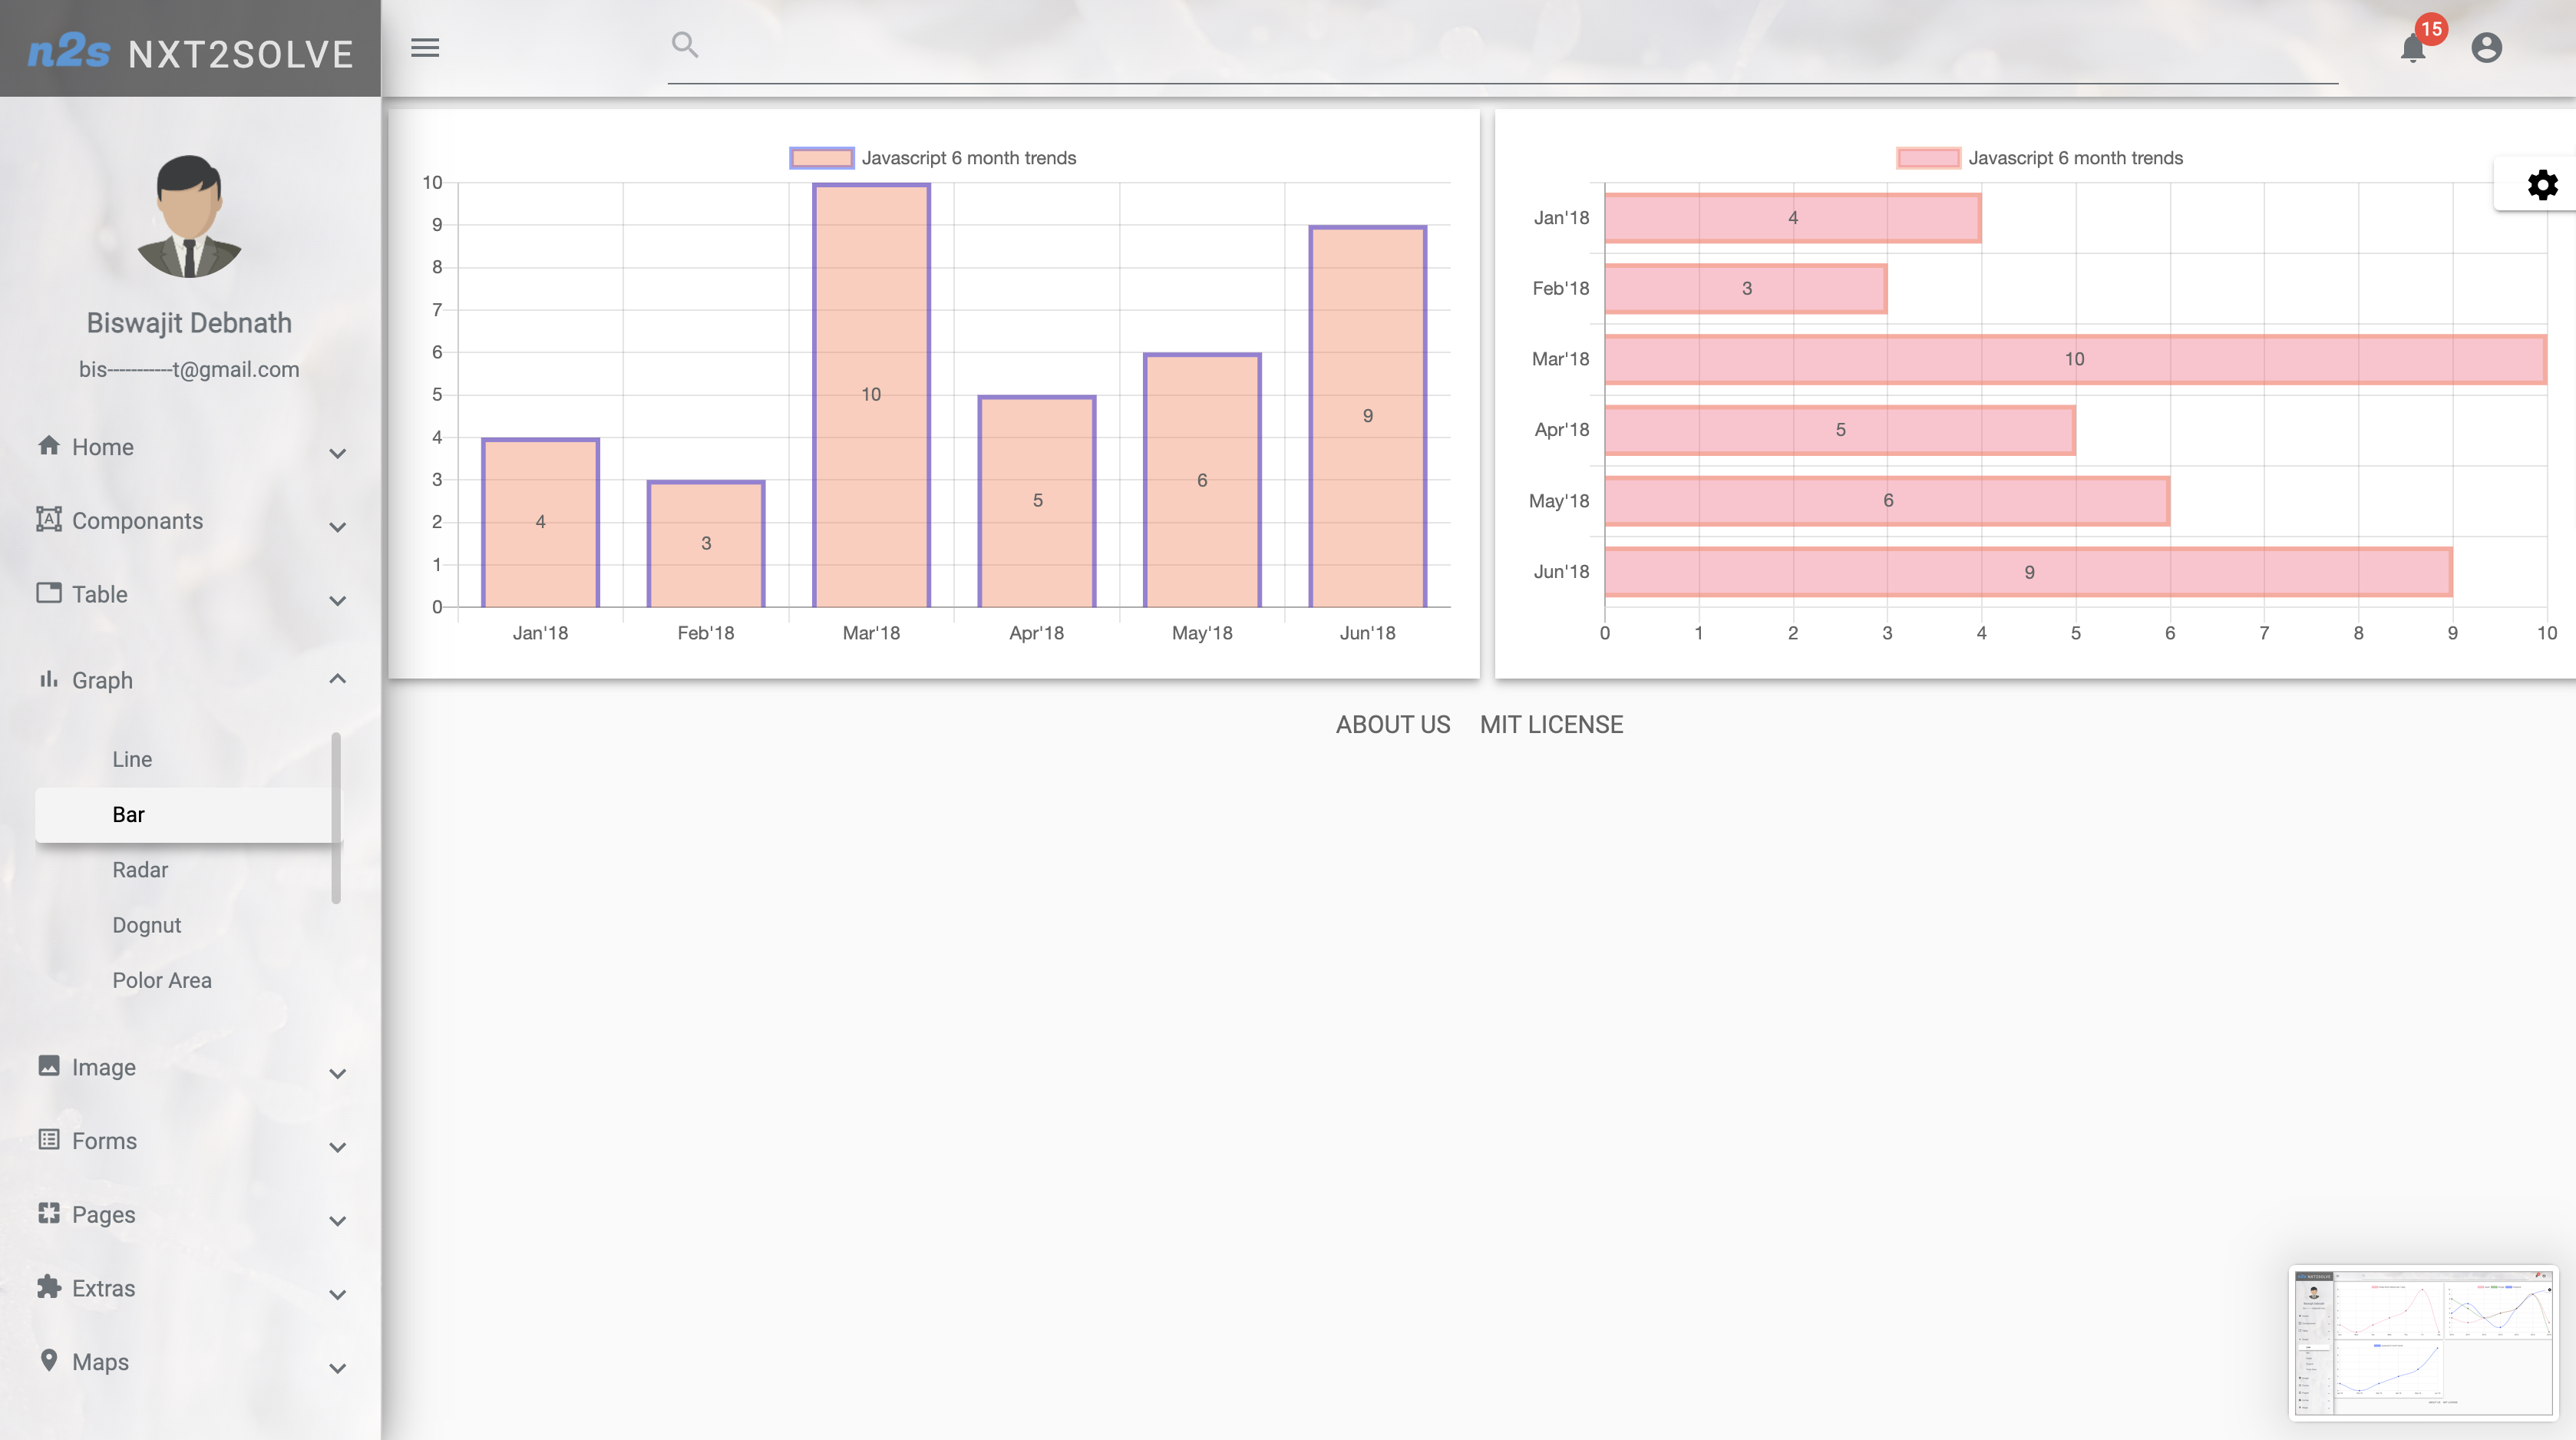 n2s NXT2SOLVE
15
Biswajit Debnath
bis-----------t@gmail.com
Home
Componants
Table
Graph
Line
Bar
Radar
Dognut
Polor Area
Image
Forms
Pages
Extras
Maps
Javascript 6 month trends
10
9
8
7
6
5
4
3
2
1
0
4
3
10
5
6
9
Jan'18 Feb'18 Mar'18 Apr'18 May'18 Jun'18
Javascript 6 month trends
Jan'18 4
Feb'18 3
Mar'18 10
Apr'18 5
May'18 6
Jun'18 9
0 1 2 3 4 5 6 7 8 9 10
ABOUT US MIT LICENSE